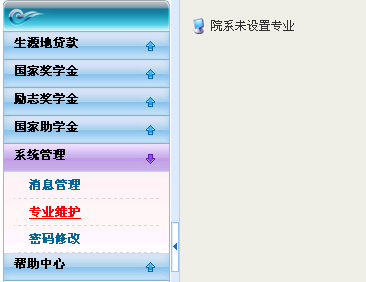 生源地贷款
国家奖学金
励志奖学金
国家助学金
系统管理
消息管理
专业维护
密码修改
帮助中心
院系未设置专业